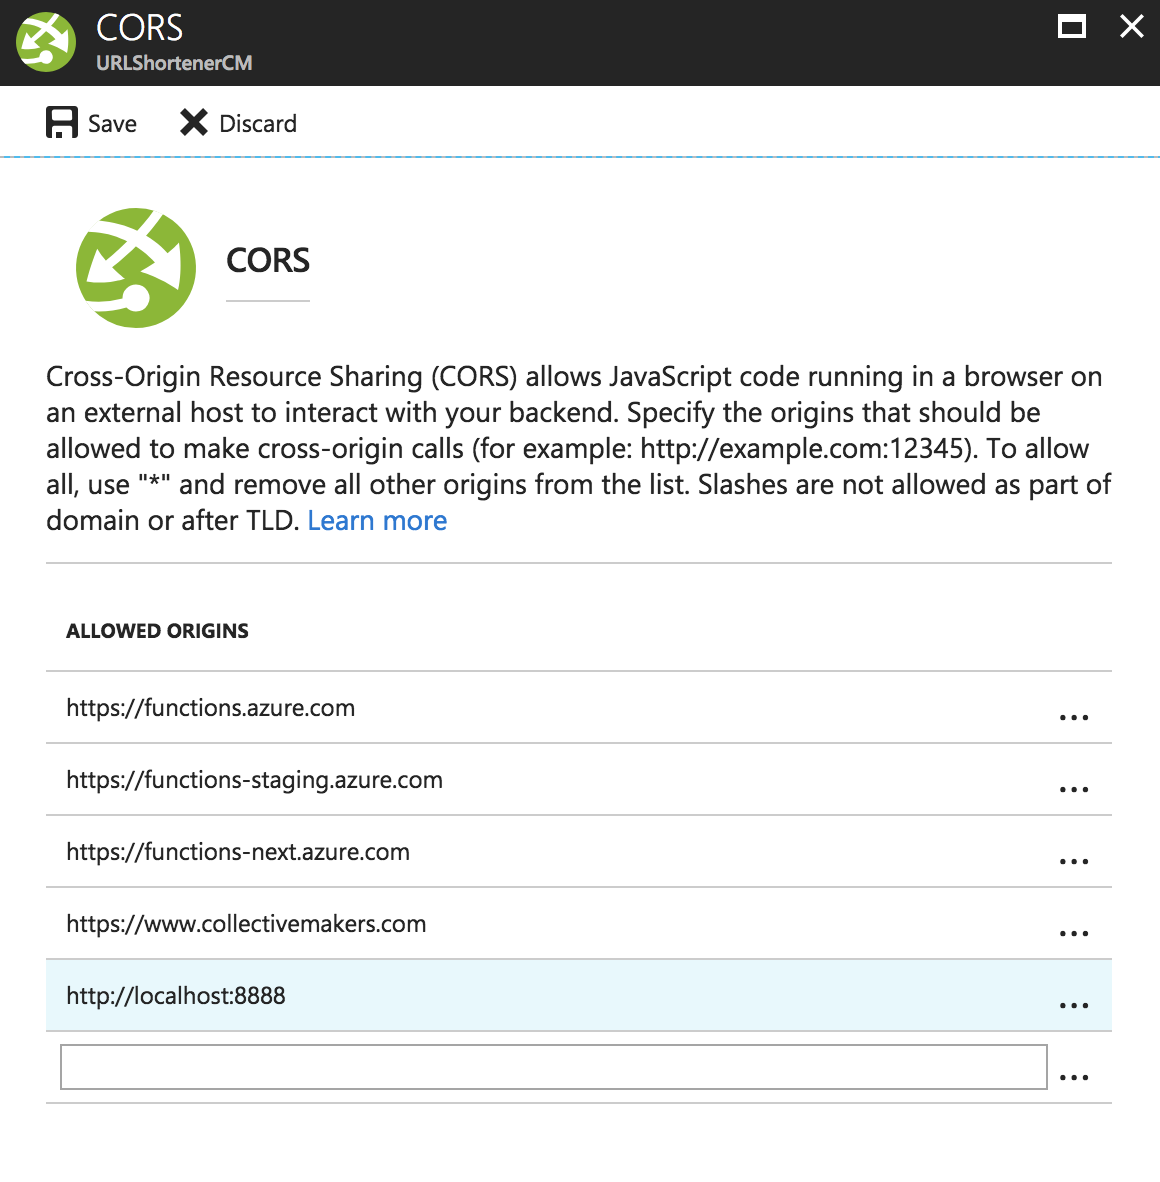 CORS
URLShortenerCM
Save
Discard
CORS
Cross-Origin Resource Sharing (CORS) allows JavaScript code running in a browser on
an external host to interact with your backend. Specify the origins that should be
allowed to make cross-origin calls (for example: http://example.com:12345). To allow
all, use "*" and remove all other origins from the list. Slashes are not allowed as part of
domain or after TLD. Learn more
ALLOWED ORIGINS
https://functions.azure.com
...
https://functions-staging.azure.com
...
https://functions-next.azure.com
...
https://www.collectivemakers.com
...
http://localhost:8888
...
...